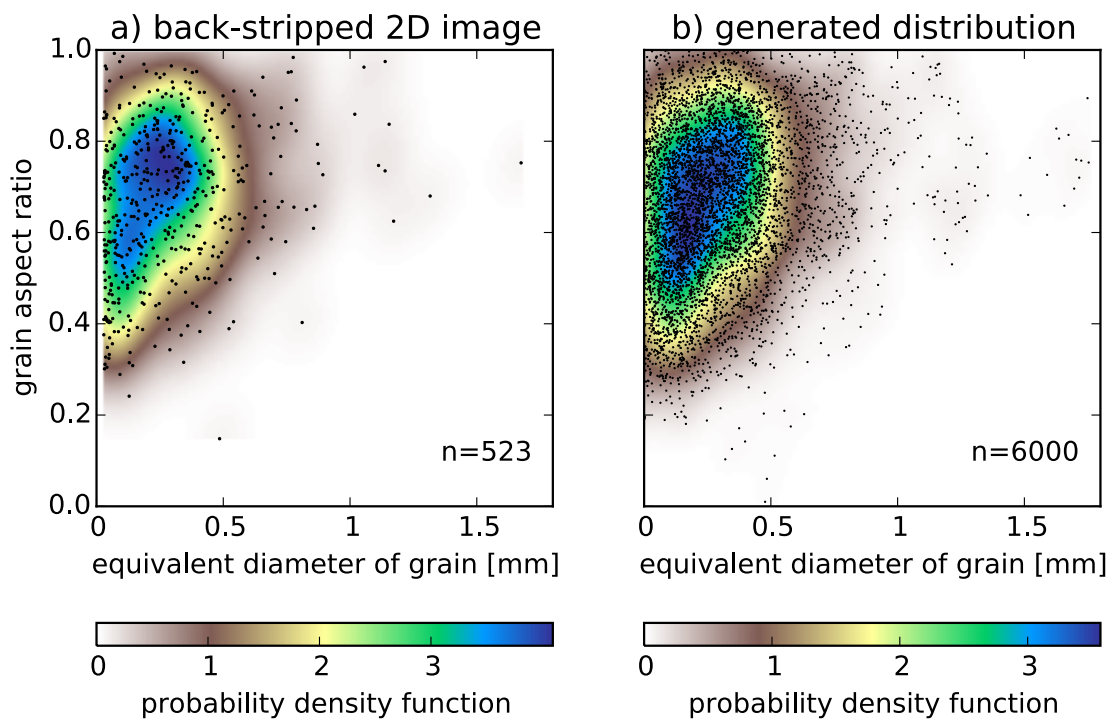 a) back-stripped 2D image
b) generated distribution
1.0
0.8
0.6
0.4
0.2
0.0
grain aspect ratio
n=523
n=6000
0 0.5 1 1.5
0 0.5 1 1.5
equivalent diameter of grain [mm]
equivalent diameter of grain [mm]
0 1 2 3
0 1 2 3
probability density function
probability density function